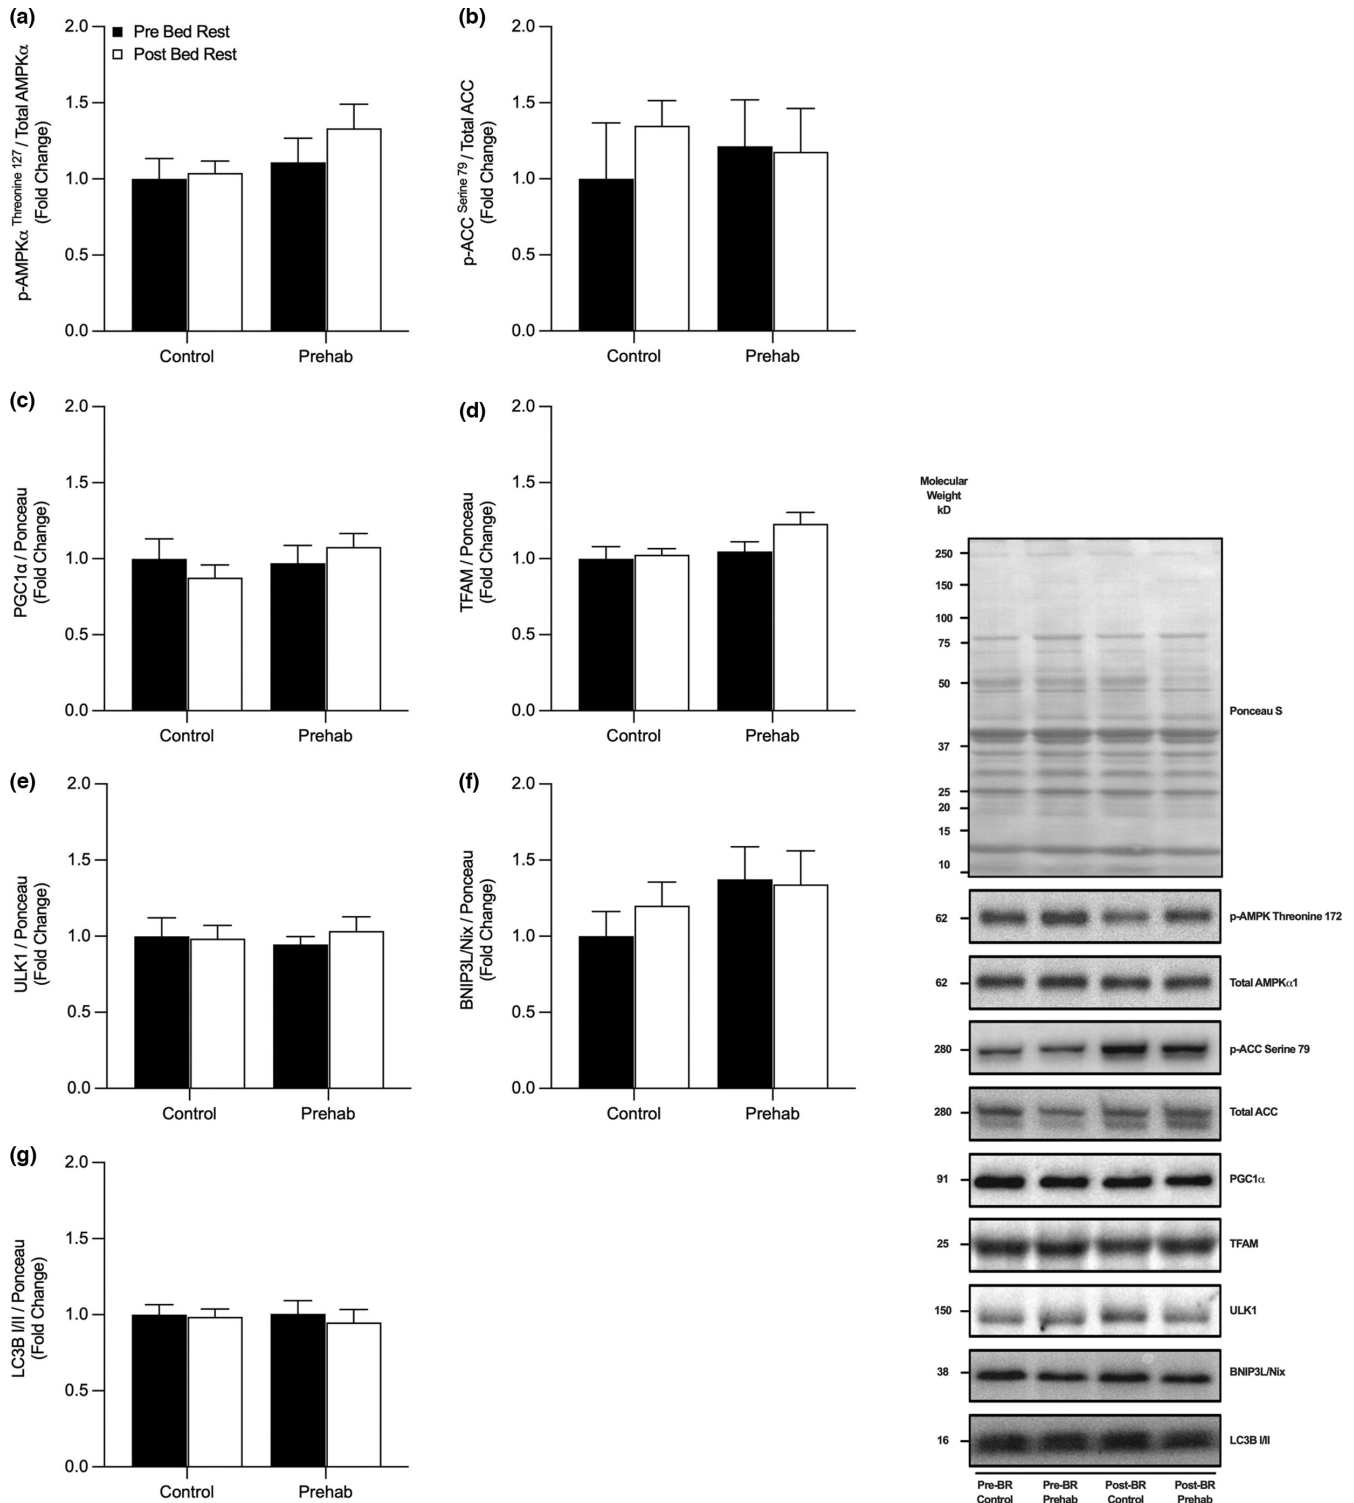 (a)
2.0
1.5
1.0
0.5
0.0
p-AMPKα Threonine 127 / Total AMPKα
(Fold Change)
Pre Bed Rest
Post Bed Rest
Control Prehab
(b)
2.0
1.5
1.0
0.5
0.0
p-ACC Serine 79 / Total ACC
(Fold Change)
Control Prehab
(c)
2.0
1.5
1.0
0.5
0.0
PGC1α / Ponceau
(Fold Change)
Control Prehab
(d)
2.0
1.5
1.0
0.5
0.0
TFAM / Ponceau
(Fold Change)
Control Prehab
(e)
2.0
1.5
1.0
0.5
0.0
ULK1 / Ponceau
(Fold Change)
Control Prehab
(f)
2.0
1.5
1.0
0.5
0.0
BNIP3L/Nix / Ponceau
(Fold Change)
Control Prehab
(g)
2.0
1.5
1.0
0.5
0.0
LC3B I/II / Ponceau
(Fold Change)
Control Prehab
Molecular
Weight
kD
250
150
100
75
50
37
25
20
15
10
Ponceau S
62 p-AMPK Threonine 172
62 Total AMPKα1
280 p-ACC Serine 79
280 Total ACC
91 PGC1α
25 TFAM
150 ULK1
38 BNIP3L/Nix
16 LC3B I/II
Pre-BR Pre-BR Post-BR Post-BR
Control Prehab Control Prehab